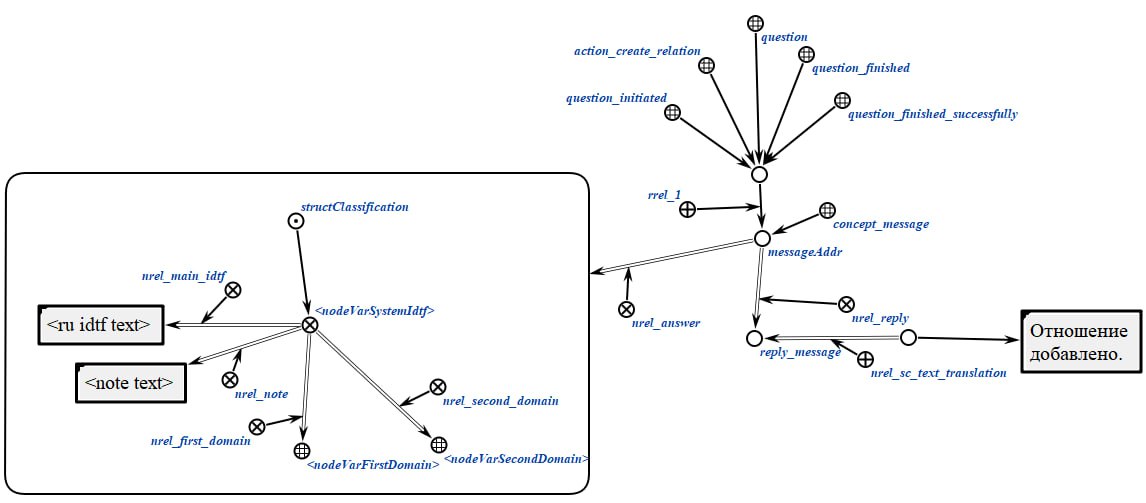 question
action_create_relation
question_finished
question_initiated
question_finished_successfully
rrel_1
concept_message
structClassification
messageAddr
nrel_main_idtf
<nodeVarSystemIdtf>
<ru idtf text>
nrel_answer
nrel_reply
reply_message
Отношение
добавлено.
nrel_sc_text_translation
<note text>
nrel_note
nrel_second_domain
nrel_first_domain
<nodeVarFirstDomain>
<nodeVarSecondDomain>